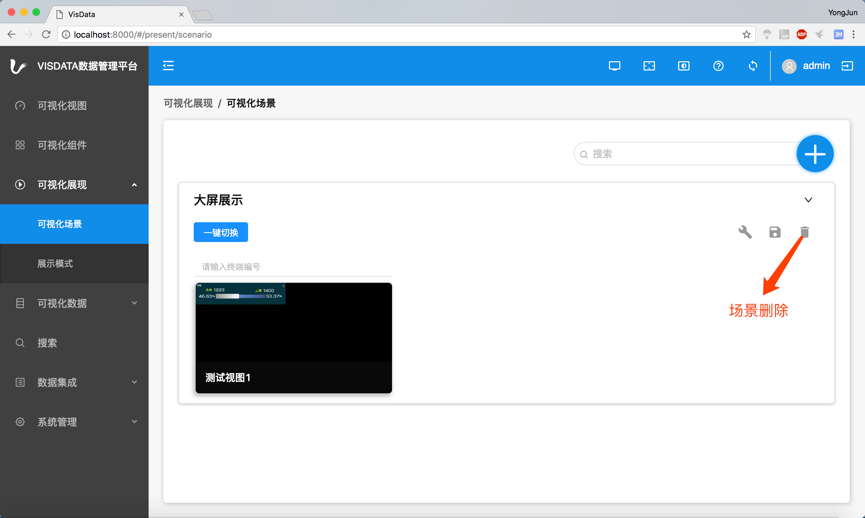 VisData
YongJun
localhost:8000/#/present/scenario
ABP
JH
VISDATA数据管理平台
admin
可视化视图
可视化组件
可视化展现
可视化场景
展示模式
可视化数据
搜索
数据集成
系统管理
可视化展现 / 可视化场景
搜索
大屏展示
一键切换
场景删除
请输入终端编号
1223
1400
46.63%
53.37%
测试视图1